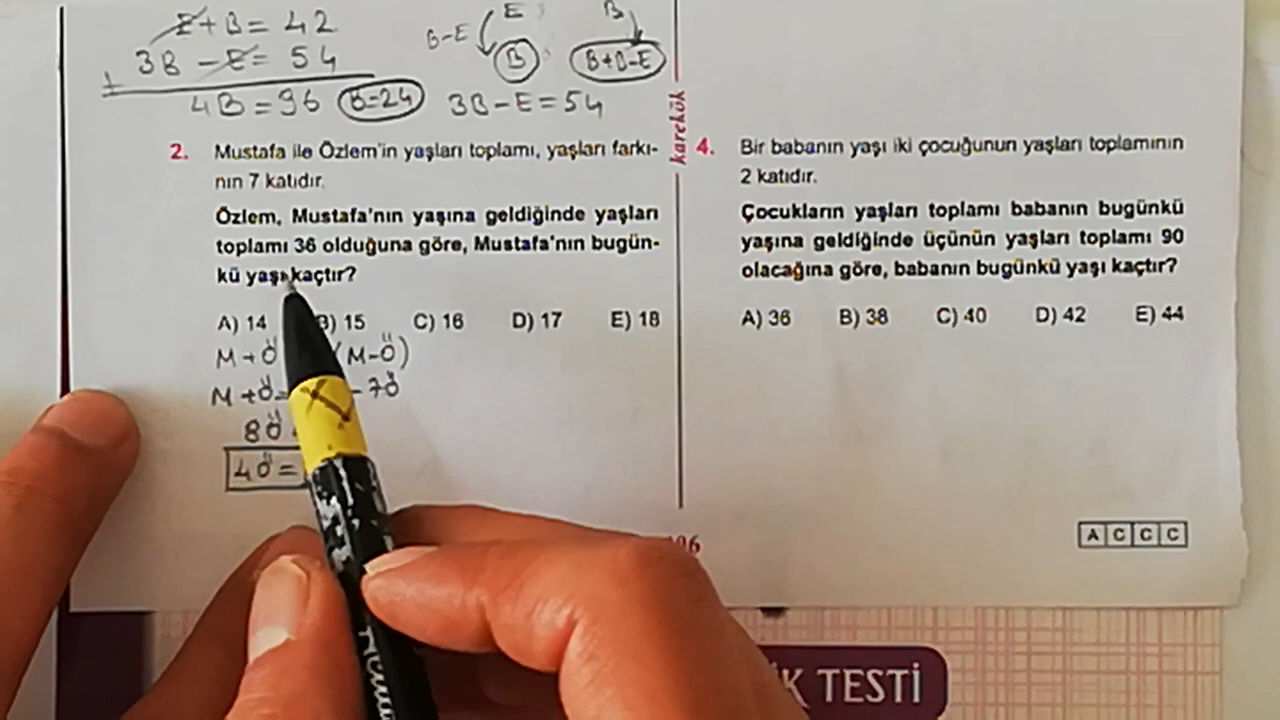 E+B = 42
3B - E = 54
+
4B = 96 B=24
E B
B-E B B+B-E
3B - E = 54
karekök
2. Mustafa ile Özlem'in yaşları toplamı, yaşları farkı-
nın 7 katıdır.
Özlem, Mustafa'nın yaşına geldiğinde yaşları
toplamı 36 olduğuna göre, Mustafa'nın bugün-
kü yaşı kaçtır?
A) 14 B) 15 C) 16 D) 17 E) 18
M+Ö (M-Ö)
M+Ö= -7Ö
8Ö
4Ö=
4. Bir babanın yaşı iki çocuğunun yaşları toplamının
2 katıdır.
Çocukların yaşları toplamı babanın bugünkü
yaşına geldiğinde üçünün yaşları toplamı 90
olacağına göre, babanın bugünkü yaşı kaçtır?
A) 36 B) 38 C) 40 D) 42 E) 44
A C C C
TESTİ